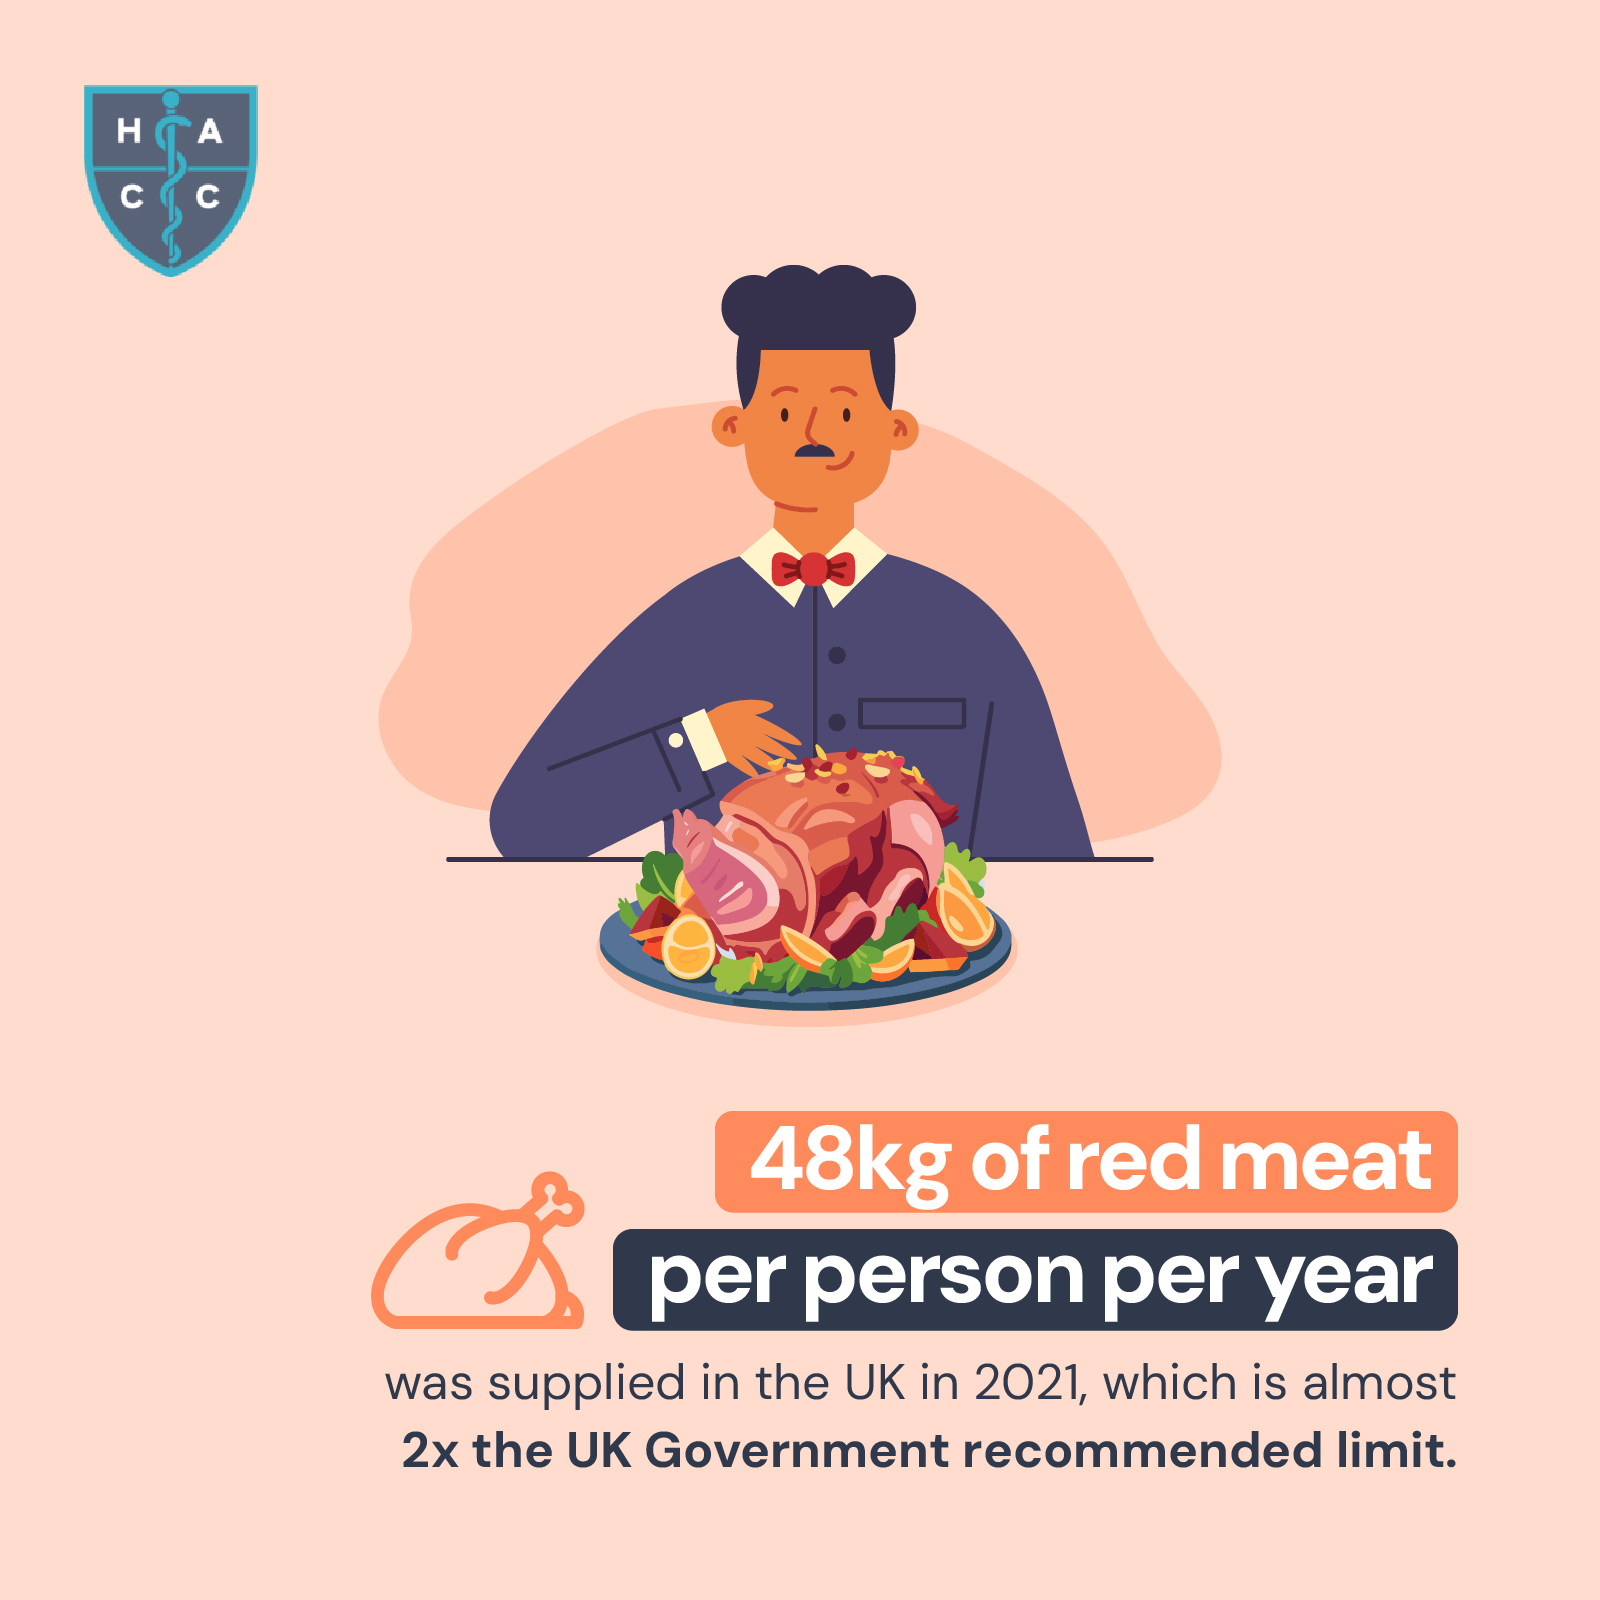 H A
C C
48kg of red meat
per person per year
was supplied in the UK in 2021, which is almost
2x the UK Government recommended limit.